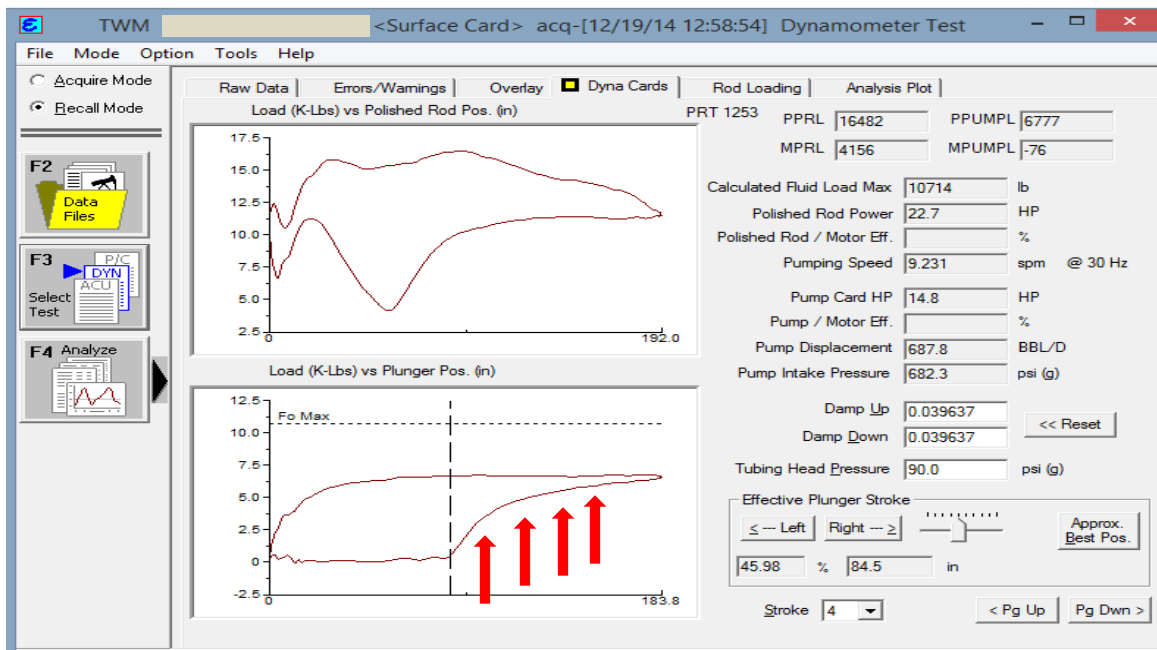 TWM <Surface Card> acq-[12/19/14 12:58:54] Dynamometer Test
File Mode Option Tools Help
Acquire Mode
Recall Mode
F2
Data
Files
F3
P/C
DYN
ACU
Select
Test
F4 Analyze
Raw Data Errors/Warnings Overlay Dyna Cards Rod Loading Analysis Plot
Load (K-Lbs) vs Polished Rod Pos. (in)
17.5
15.0
12.5
10.0
7.5
5.0
2.5
0 192.0
Load (K-Lbs) vs Plunger Pos. (in)
12.5
Fo Max
10.0
7.5
5.0
2.5
0
-2.5
0 183.8
PRT 1253 PPRL 16482 PPUMPL 6777
MPRL 4156 MPUMPL -76
Calculated Fluid Load Max 10714 lb
Polished Rod Power 22.7 HP
Polished Rod / Motor Eff. %
Pumping Speed 9.231 spm @ 30 Hz
Pump Card HP 14.8 HP
Pump / Motor Eff. %
Pump Displacement 687.8 BBL/D
Pump Intake Pressure 682.3 psi (g)
Damp Up 0.039637
<< Reset
Damp Down 0.039637
Tubing Head Pressure 90.0 psi (g)
Effective Plunger Stroke
< --- Left Right --- >
Approx.
Best Pos.
45.98 % 84.5 in
Stroke 4 < Pg Up Pg Dwn >